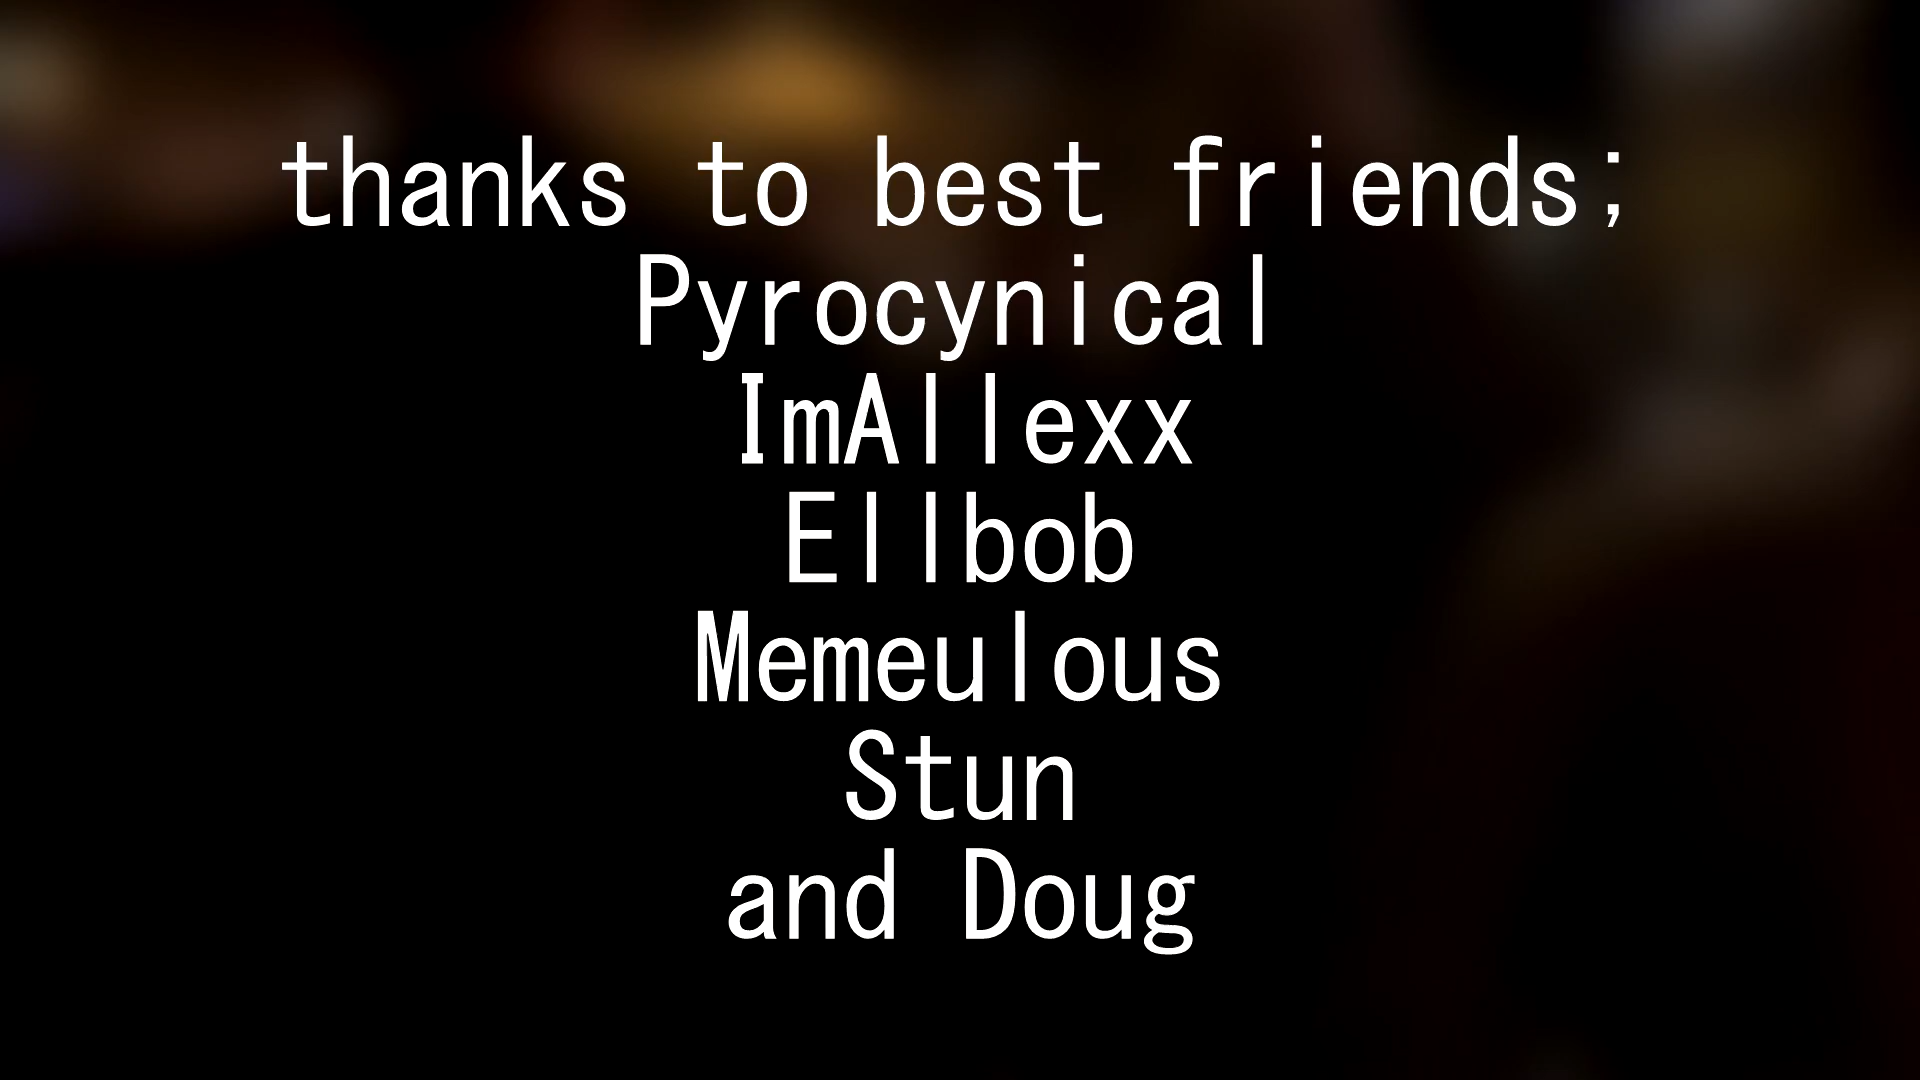 thanks to best friends;
Pyrocynical
ImAllexx
Ellbob
Memeulous
Stun
and Doug